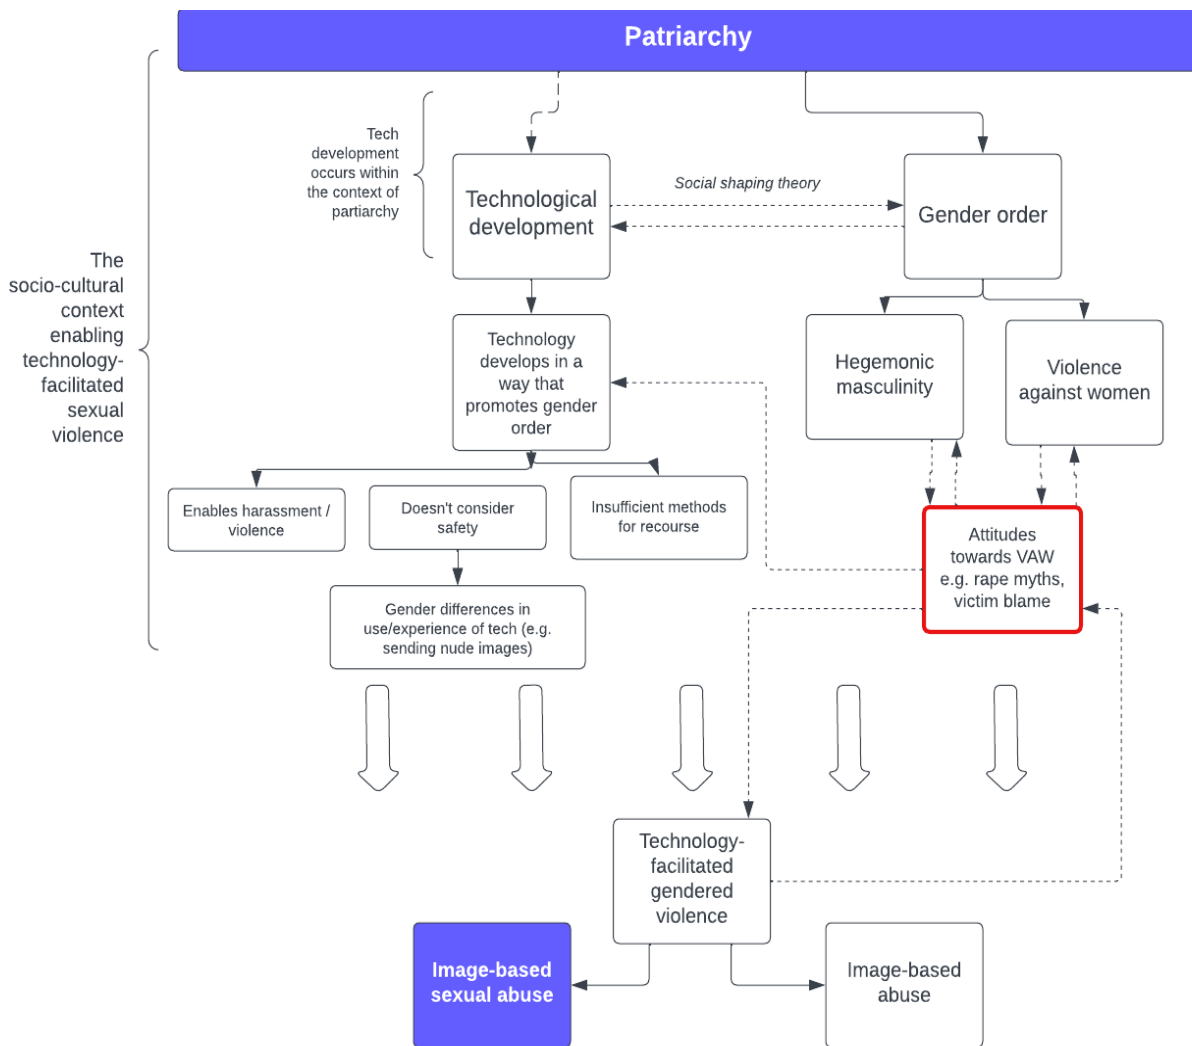 Patriarchy
Tech
development
occurs within
the context of
partiarchy
Technological
development
Social shaping theory
Gender order
The
socio-cultural
context
enabling
technology-
facilitated
sexual
violence
Technology
develops in a
way that
promotes gender
order
Hegemonic
masculinity
Violence
against women
Enables harassment /
violence
Doesn't consider
safety
Insufficient methods
for recourse
Attitudes
towards VAW
e.g. rape myths,
victim blame
Gender differences in
use/experience of tech (e.g.
sending nude images)
Technology-
facilitated
gendered
violence
Image-based
sexual abuse
Image-based
abuse